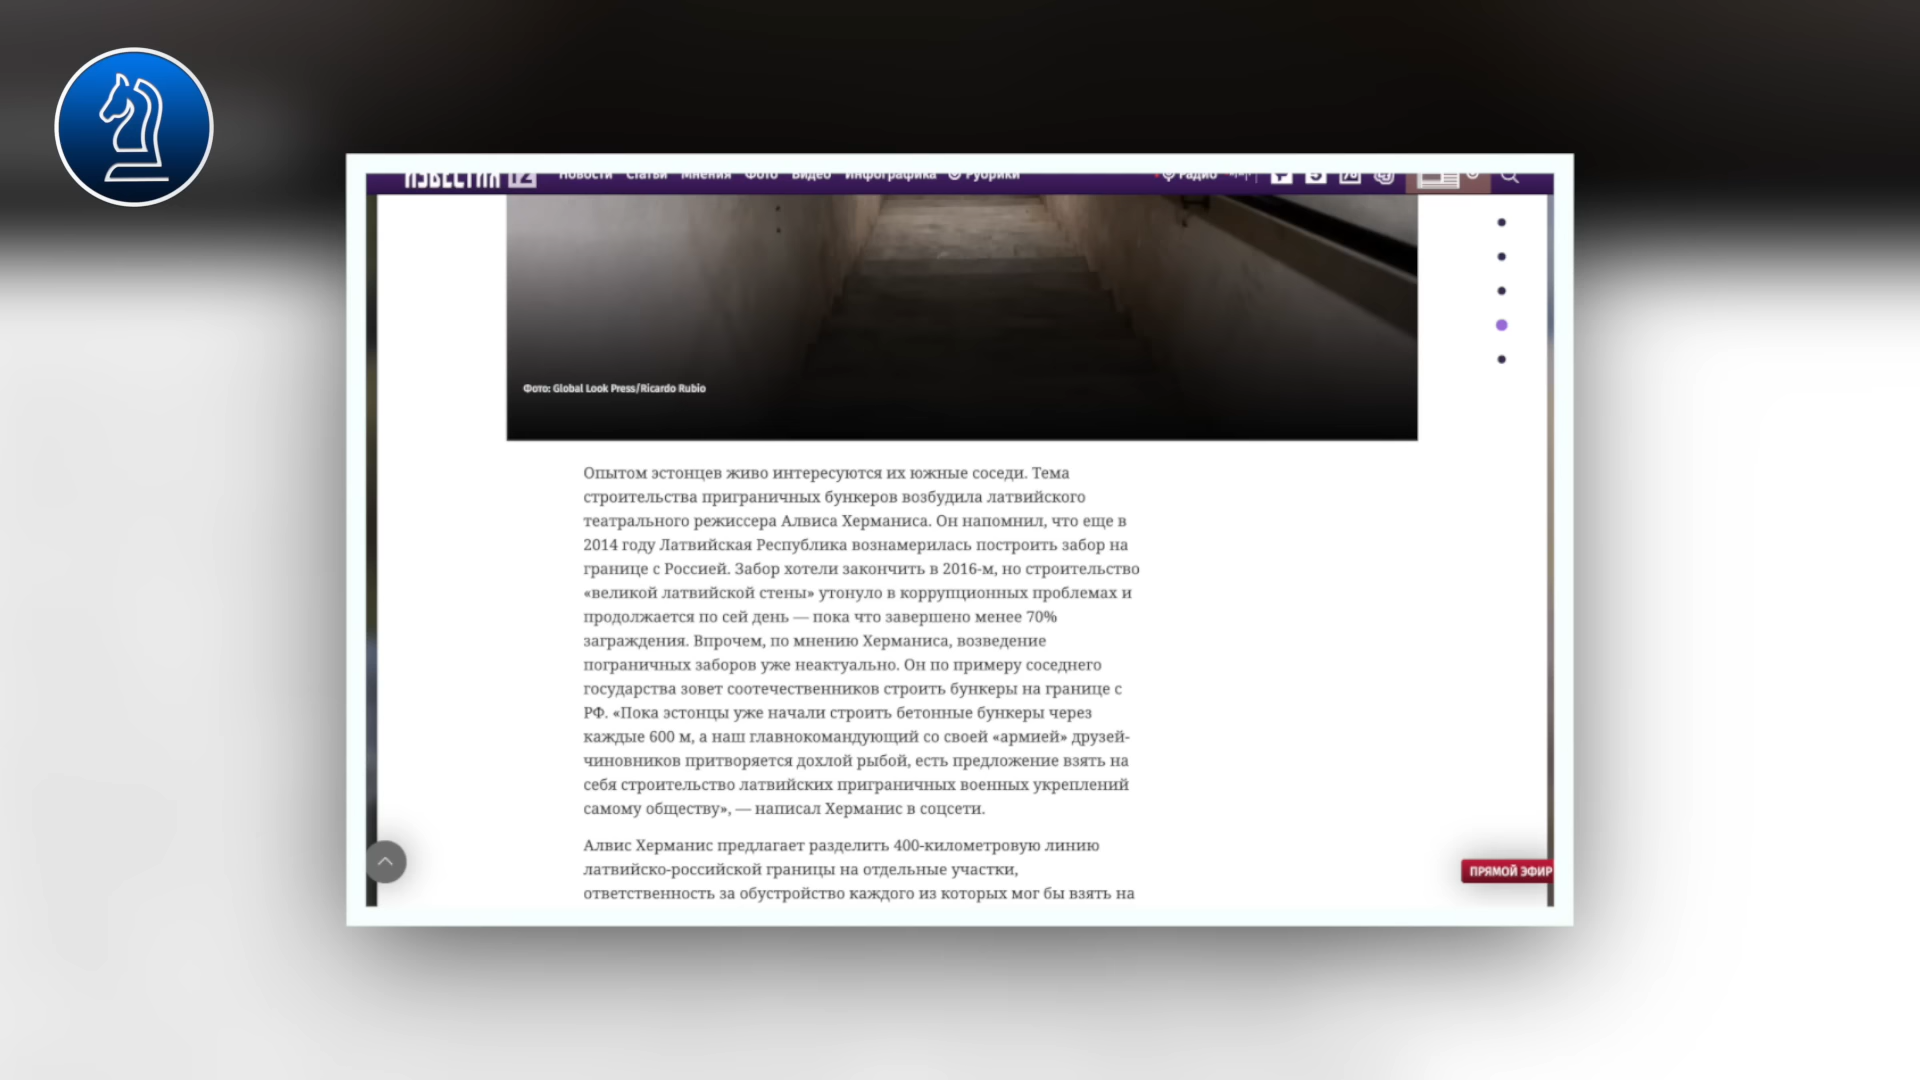 ИЗВЕСТИЯ IZ Новости Статьи Мнения Фото Видео Инфографика Рубрики Радио
Фото: Global Look Press/Ricardo Rubio
Опытом эстонцев живо интересуются их южные соседи. Тема
строительства приграничных бункеров возбудила латвийского
театрального режиссера Алвиса Херманиса. Он напомнил, что еще в
2014 году Латвийская Республика вознамерилась построить забор на
границе с Россией. Забор хотели закончить в 2016-м, но строительство
«великой латвийской стены» утонуло в коррупционных проблемах и
продолжается по сей день — пока что завершено менее 70%
заграждения. Впрочем, по мнению Херманиса, возведение
пограничных заборов уже неактуально. Он по примеру соседнего
государства зовет соотечественников строить бункеры на границе с
РФ. «Пока эстонцы уже начали строить бетонные бункеры через
каждые 600 м, а наш главнокомандующий со своей «армией» друзей-
чиновников притворяется дохлой рыбой, есть предложение взять на
себя строительство латвийских приграничных военных укреплений
самому обществу», — написал Херманис в соцсети.
Алвис Херманис предлагает разделить 400-километровую линию
латвийско-российской границы на отдельные участки,
ответственность за обустройство каждого из которых мог бы взять на
ПРЯМОЙ ЭФИР